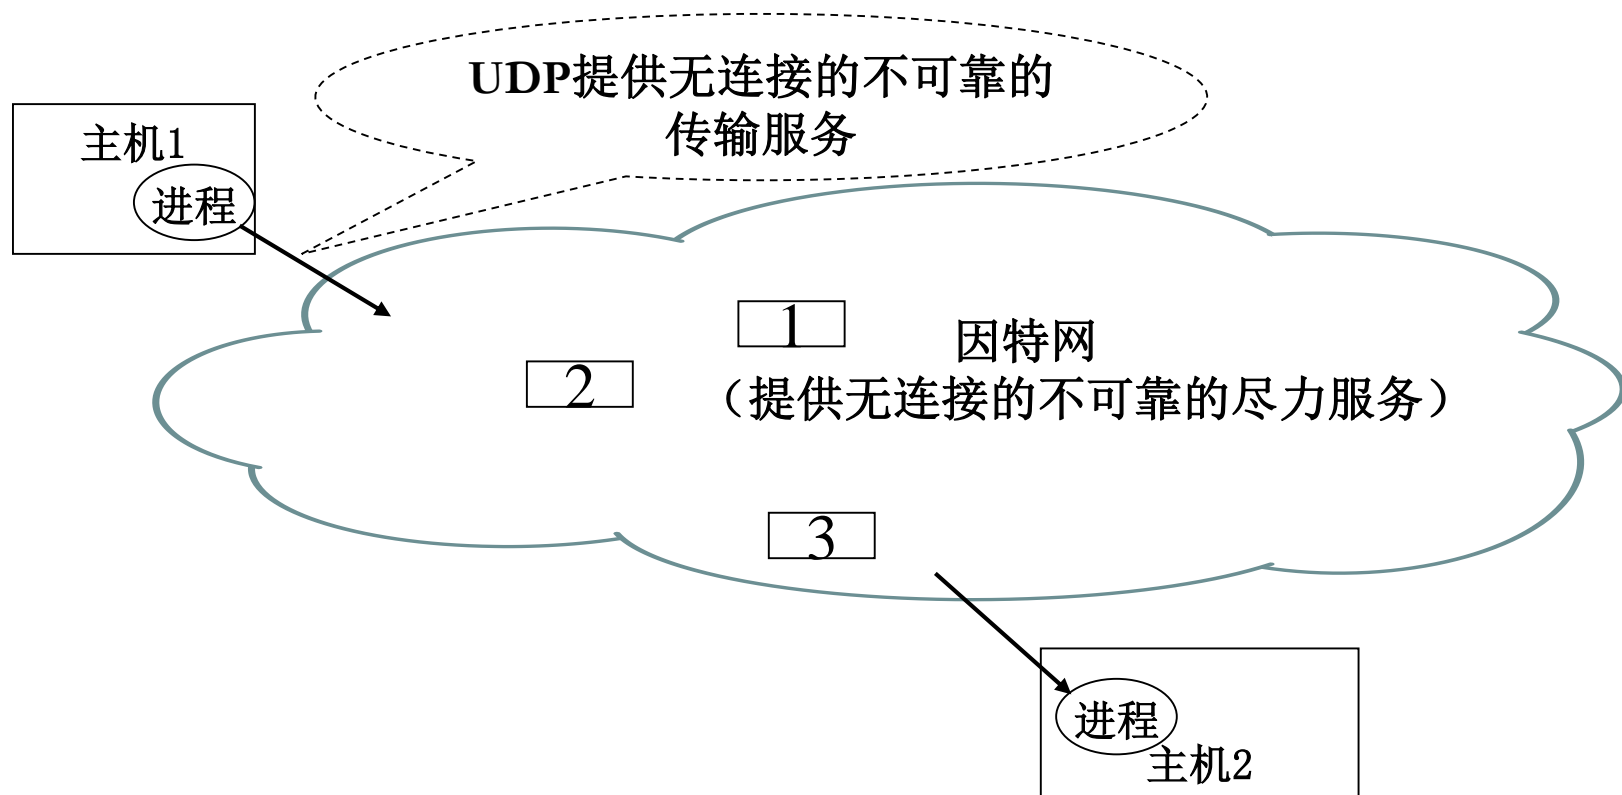 UDP提供无连接的不可靠的
传输服务
主机1
进程
1
因特网
2
（提供无连接的不可靠的尽力服务）
3
进程
主机2